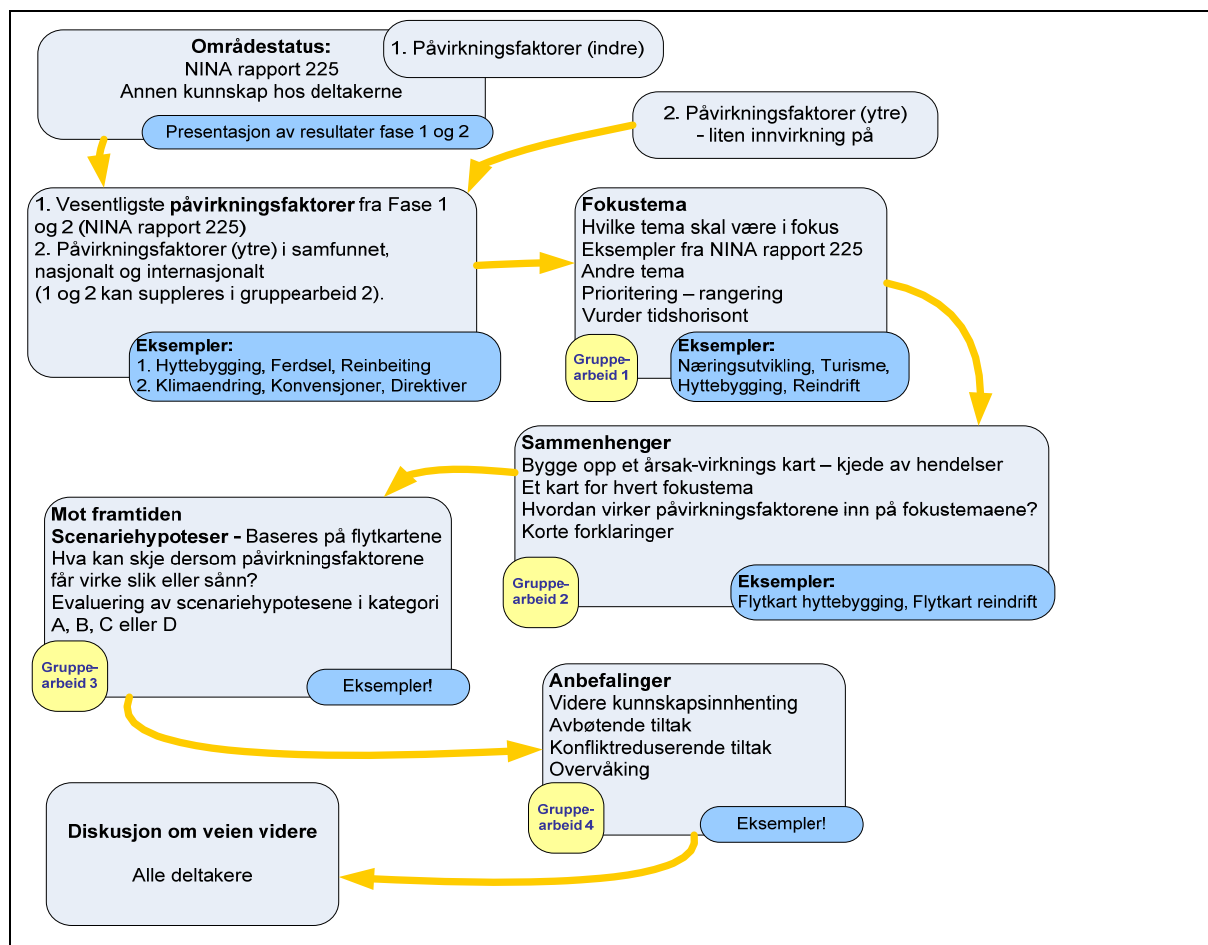 Områdestatus:
NINA rapport 225
Annen kunnskap hos deltakerne
1. Påvirkningsfaktorer (indre)
Presentasjon av resultater fase 1 og 2
2. Påvirkningsfaktorer (ytre)
- liten innvirkning på
1. Vesentligste påvirkningsfaktorer fra Fase 1
og 2 (NINA rapport 225)
2. Påvirkningsfaktorer (ytre) i samfunnet,
nasjonalt og internasjonalt
(1 og 2 kan suppleres i gruppearbeid 2).
Eksempler:
1. Hyttebygging, Ferdsel, Reinbeiting
2. Klimaendring, Konvensjoner, Direktiver
Fokustema
Hvilke tema skal være i fokus
Eksempler fra NINA rapport 225
Andre tema
Prioritering – rangering
Vurder tidshorisont
Gruppe-
arbeid 1
Eksempler:
Næringsutvikling, Turisme,
Hyttebygging, Reindrift
Sammenhenger
Bygge opp et årsak-virknings kart – kjede av hendelser
Et kart for hvert fokustema
Hvordan virker påvirkningsfaktorene inn på fokustemaene?
Korte forklaringer
Gruppe-
arbeid 2
Eksempler:
Flytkart hyttebygging, Flytkart reindrift
Mot framtiden
Scenariehypoteser - Baseres på flytkartene
Hva kan skje dersom påvirkningsfaktorene
får virke slik eller sånn?
Evaluering av scenariehypotesene i kategori
A, B, C eller D
Gruppe-
arbeid 3
Eksempler!
Anbefalinger
Videre kunnskapsinnhenting
Avbøtende tiltak
Konfliktreduserende tiltak
Overvåking
Gruppe-
arbeid 4
Eksempler!
Diskusjon om veien videre
Alle deltakere